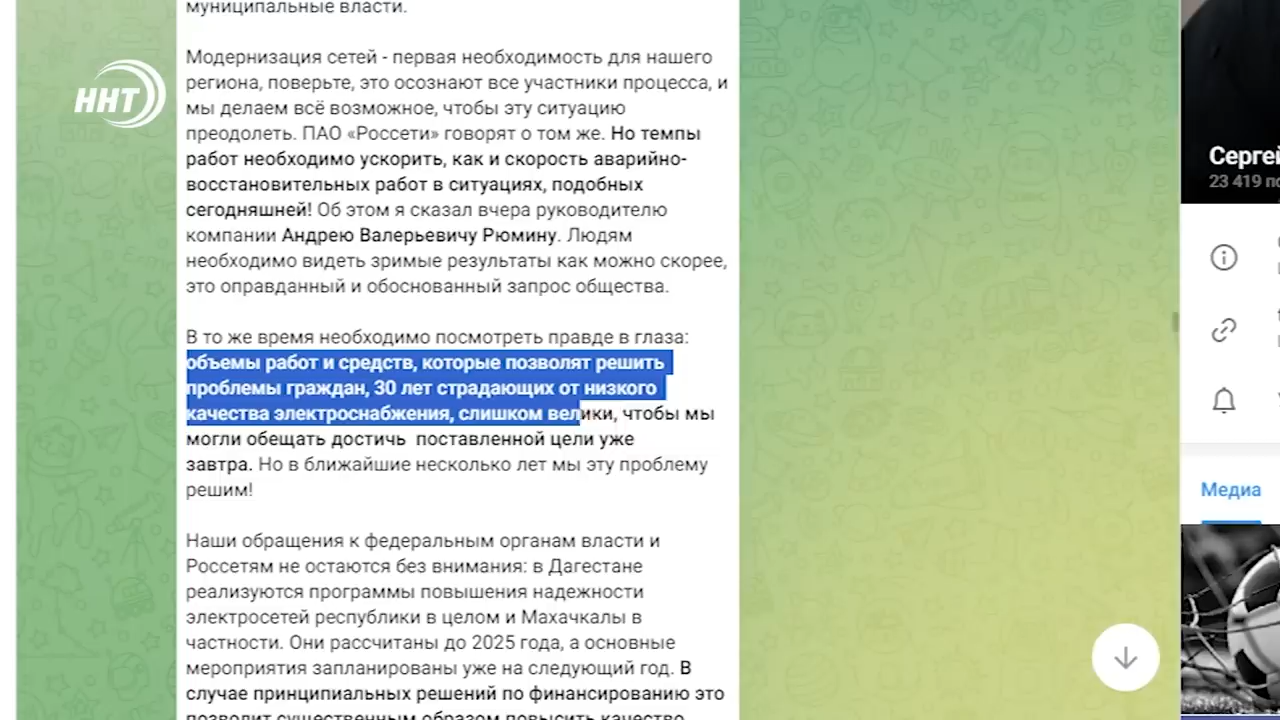 муниципальные власти.
ННТ
Модернизация сетей - первая необходимость для нашего
региона, поверьте, это осознают все участники процесса, и
мы делаем всё возможное, чтобы эту ситуацию
преодолеть. ПАО «Россети» говорят о том же. Но темпы
работ необходимо ускорить, как и скорость аварийно-
восстановительных работ в ситуациях, подобных
сегодняшней! Об этом я сказал вчера руководителю
компании Андрею Валерьевичу Рюмину. Людям
необходимо видеть зримые результаты как можно скорее,
это оправданный и обоснованный запрос общества.
В то же время необходимо посмотреть правде в глаза:
объемы работ и средств, которые позволят решить
проблемы граждан, 30 лет страдающих от низкого
качества электроснабжения, слишком велики, чтобы мы
могли обещать достичь поставленной цели уже
завтра. Но в ближайшие несколько лет мы эту проблему
решим!
Наши обращения к федеральным органам власти и
Россетям не остаются без внимания: в Дагестане
реализуются программы повышения надежности
электросетей республики в целом и Махачкалы в
частности. Они рассчитаны до 2025 года, а основные
мероприятия запланированы уже на следующий год. В
случае принципиальных решений по финансированию это
позволит существенным образом повысить качество
Сергей
23 419 по
Медиа